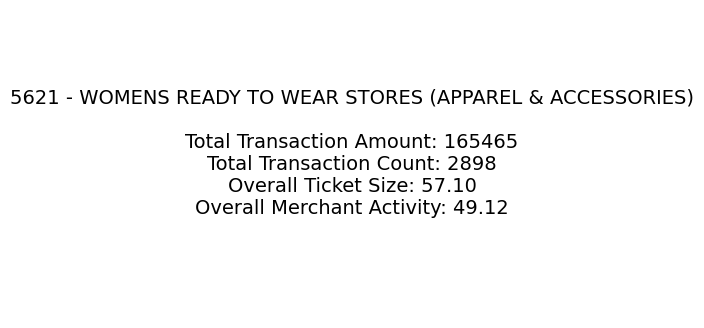 5621 - WOMENS READY TO WEAR STORES (APPAREL & ACCESSORIES)
Total Transaction Amount: 165465
Total Transaction Count: 2898
Overall Ticket Size: 57.10
Overall Merchant Activity: 49.12